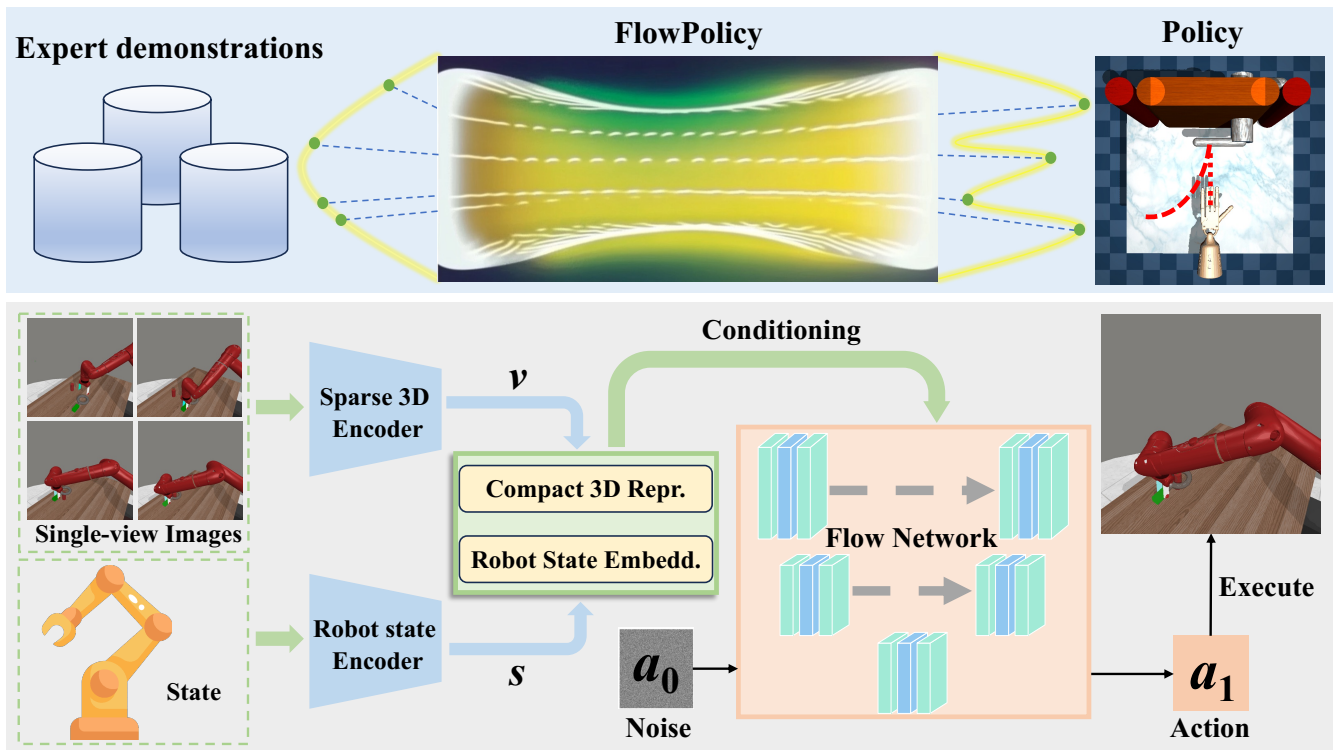 Expert demonstrations
FlowPolicy
Policy
Conditioning
Sparse 3D
Encoder
v
Compact 3D Repr.
Robot State Embedd.
Single-view Images
Flow Network
Execute
Robot state
Encoder
s
State
a0
Noise
a1
Action